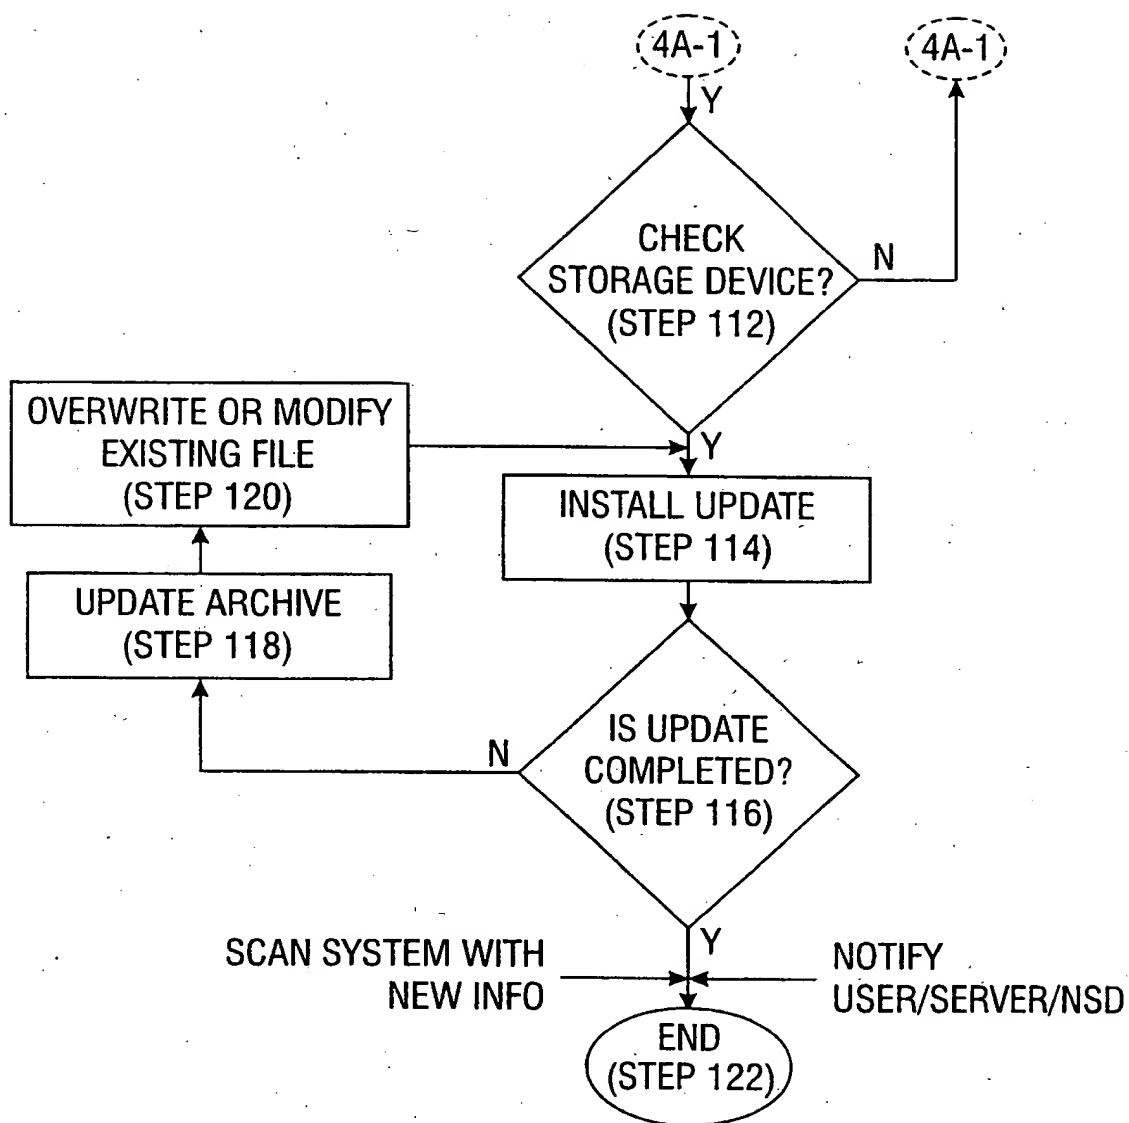 4A-1
4A-1
Y
CHECK
STORAGE DEVICE?
(STEP 112)
N
Y
OVERWRITE OR MODIFY
EXISTING FILE
(STEP 120)
INSTALL UPDATE
(STEP 114)
UPDATE ARCHIVE
(STEP 118)
IS UPDATE
COMPLETED?
(STEP 116)
N
Y
SCAN SYSTEM WITH
NEW INFO
NOTIFY
USER/SERVER/NSD
END
(STEP 122)